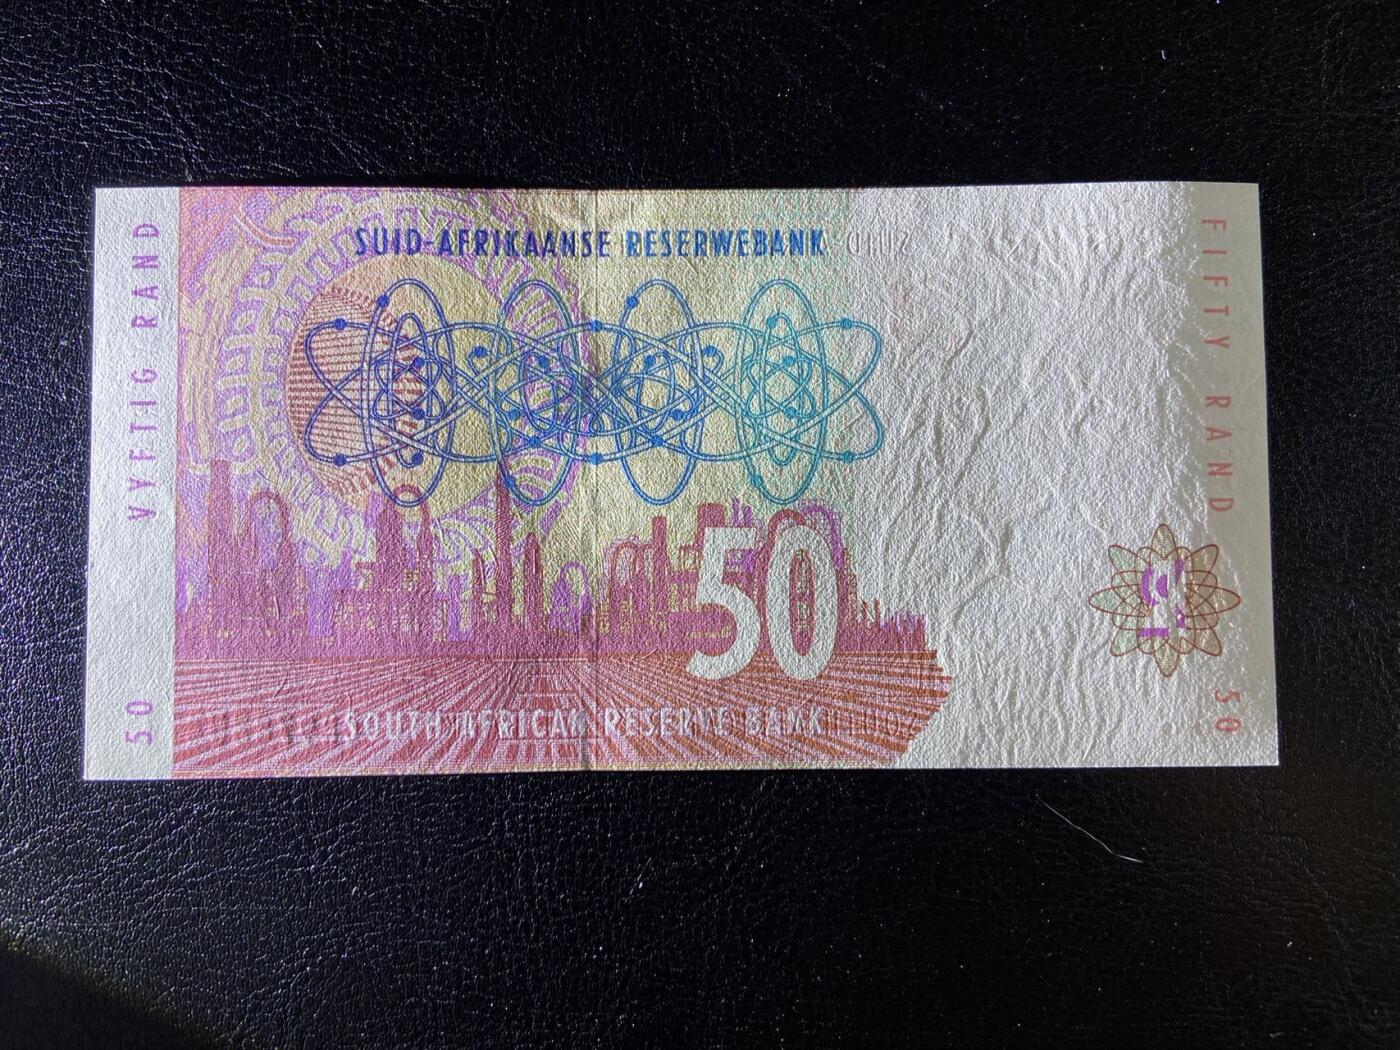 SUID-AFRIKAANSE RESERWEBANK
VYFTIG RAND
50
50
SOUTH AFRICAN RESERVE BANK
FIFTY RAND
50